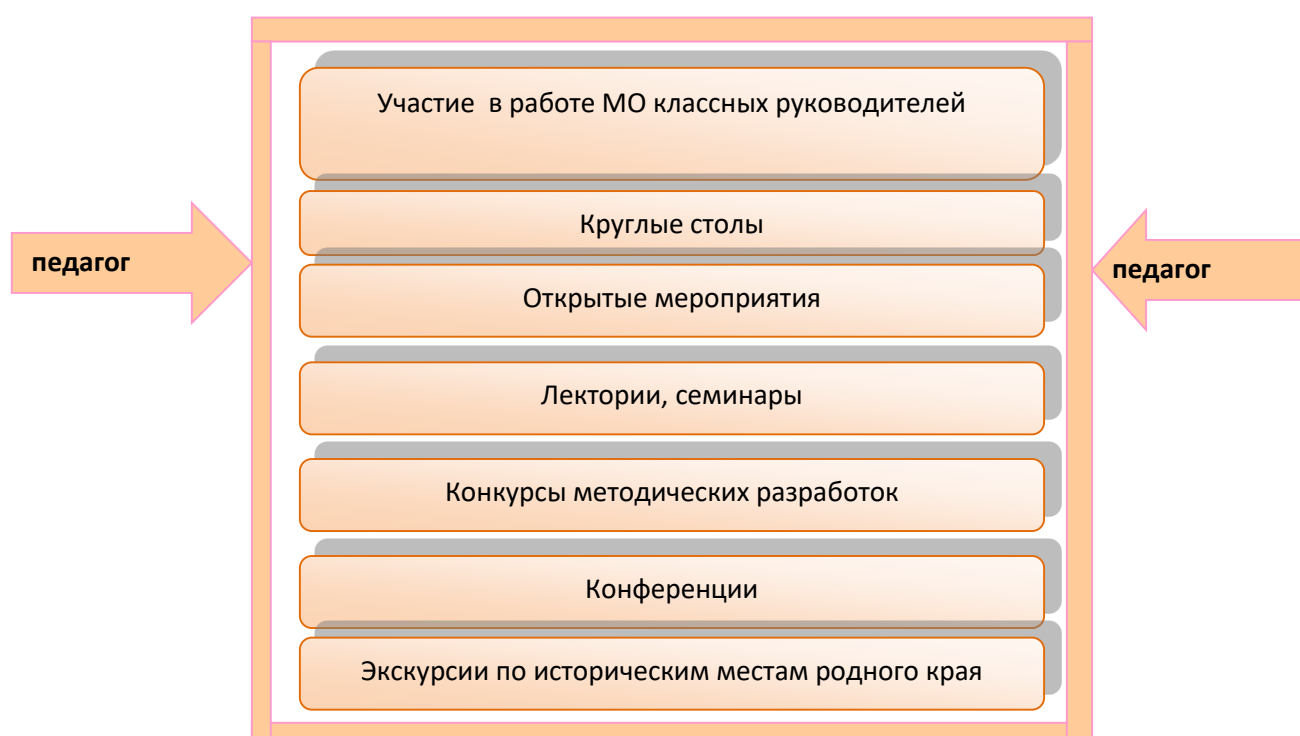 Участие  в работе МО классных руководителей
Круглые столы
педагог
педагог
Открытые мероприятия
Лектории, семинары
Конкурсы методических разработок
Конференции
Экскурсии по историческим местам родного края